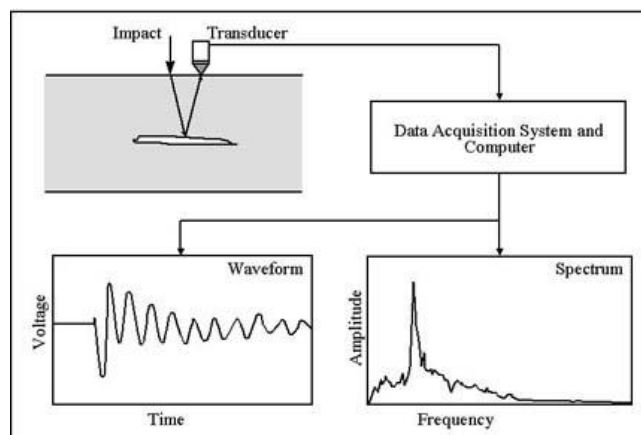 Impact
Transducer
Data Acquisition System and
Computer
Waveform
Voltage
Time
Spectrum
Amplitude
Frequency